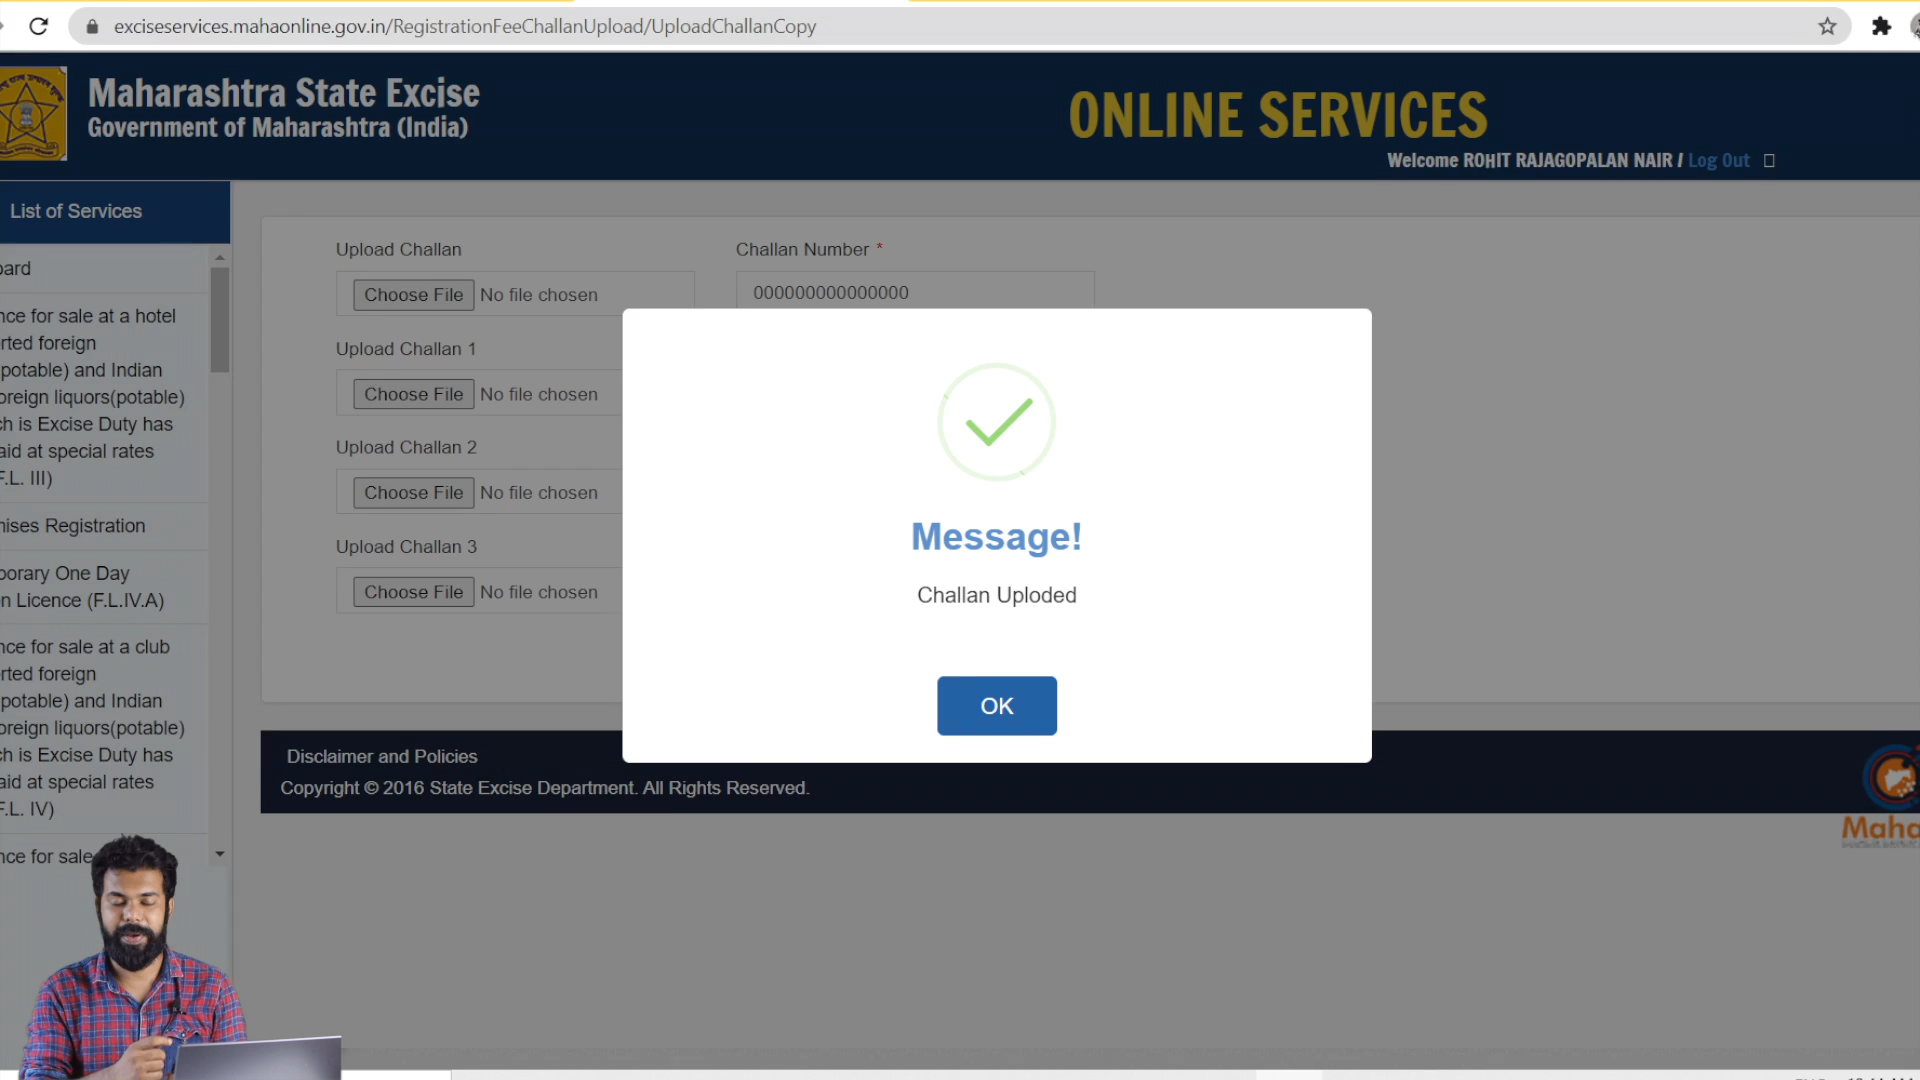 exciseservices.mahaonline.gov.in/RegistrationFeeChallanUpload/UploadChallanCopy
Maharashtra State Excise
Government of Maharashtra (India)
ONLINE SERVICES
Welcome ROHIT RAJAGOPALAN NAIR / Log Out
List of Services
oard
nce for sale at a hotel
rted foreign
potable) and Indian
oreign liquors(potable)
ch is Excise Duty has
aid at special rates
F.L. III)
nises Registration
porary One Day
n Licence (F.L.IV.A)
nce for sale at a club
rted foreign
potable) and Indian
oreign liquors(potable)
ch is Excise Duty has
aid at special rates
F.L. IV)
nce for sale
Upload Challan
Choose File No file chosen
Challan Number *
000000000000000
Upload Challan 1
Choose File No file chosen
Upload Challan 2
Choose File No file chosen
Upload Challan 3
Choose File No file chosen
Message!
Challan Uploded
OK
Disclaimer and Policies
Copyright © 2016 State Excise Department. All Rights Reserved.
Maha